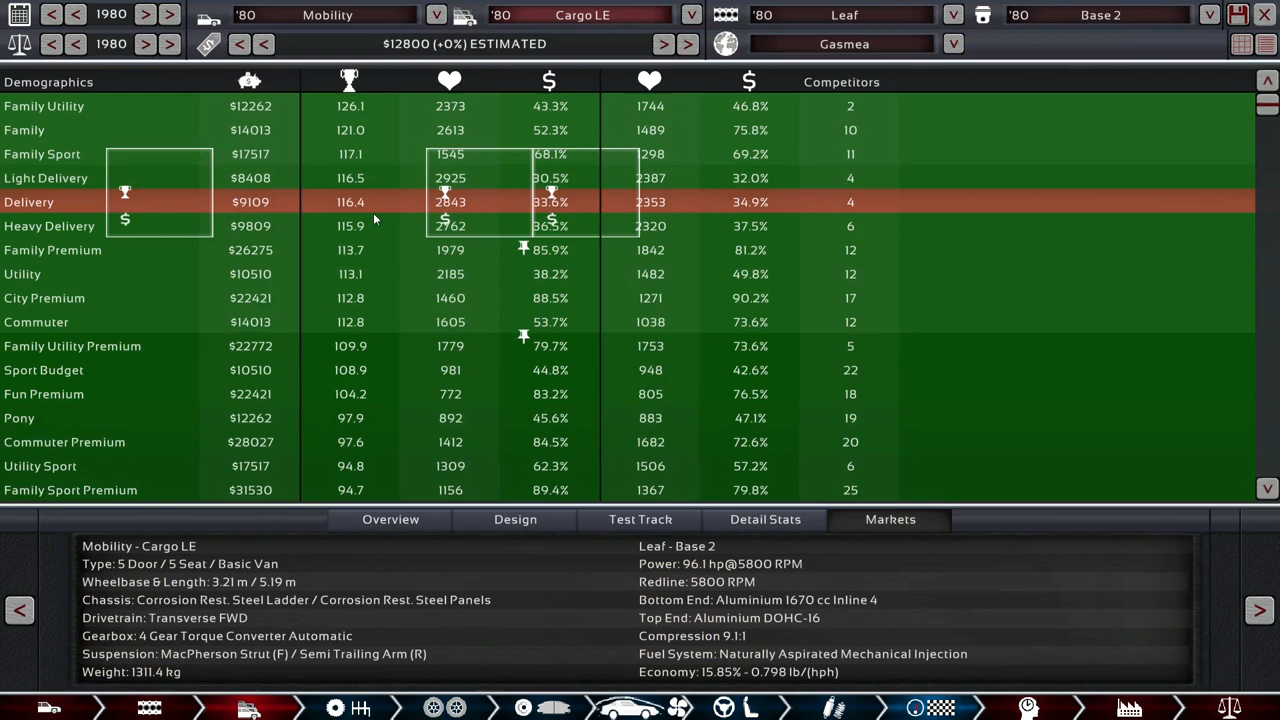 1980 '80 Mobility '80 Cargo LE '80 Leaf '80 Base 2
1980 $12800 (+0%) ESTIMATED Gasmea
Demographics $ $ Competitors
Family Utility $12262 126.1 2373 43.3% 1744 46.8% 2
Family $14013 121.0 2613 52.3% 1489 75.8% 10
Family Sport $17517 117.1 1545 68.1% 1298 69.2% 11
Light Delivery $8408 116.5 2925 30.5% 2387 32.0% 4
Delivery $9109 116.4 2843 33.6% 2353 34.9% 4
Heavy Delivery $9809 115.9 2762 36.5% 2320 37.5% 6
Family Premium $26275 113.7 1979 85.9% 1842 81.2% 12
Utility $10510 113.1 2185 38.2% 1482 49.8% 12
City Premium $22421 112.8 1460 88.5% 1271 90.2% 17
Commuter $14013 112.8 1605 53.7% 1038 73.6% 12
Family Utility Premium $22772 109.9 1779 79.7% 1753 73.6% 5
Sport Budget $10510 108.9 981 44.8% 948 42.6% 22
Fun Premium $22421 104.2 772 83.2% 805 76.5% 18
Pony $12262 97.9 892 45.6% 883 47.1% 19
Commuter Premium $28027 97.6 1412 84.5% 1682 72.6% 20
Utility Sport $17517 94.8 1309 62.3% 1506 57.2% 6
Family Sport Premium $31530 94.7 1156 89.4% 1367 79.8% 25
Overview Design Test Track Detail Stats Markets
Mobility - Cargo LE
Type: 5 Door / 5 Seat / Basic Van
Wheelbase & Length: 3.21 m / 5.19 m
Chassis: Corrosion Rest. Steel Ladder / Corrosion Rest. Steel Panels
Drivetrain: Transverse FWD
Gearbox: 4 Gear Torque Converter Automatic
Suspension: MacPherson Strut (F) / Semi Trailing Arm (R)
Weight: 1311.4 kg
Leaf - Base 2
Power: 96.1 hp@5800 RPM
Redline: 5800 RPM
Bottom End: Aluminium 1670 cc Inline 4
Top End: Aluminium DOHC-16
Compression 9.1:1
Fuel System: Naturally Aspirated Mechanical Injection
Economy: 15.85% - 0.798 lb/(hph)